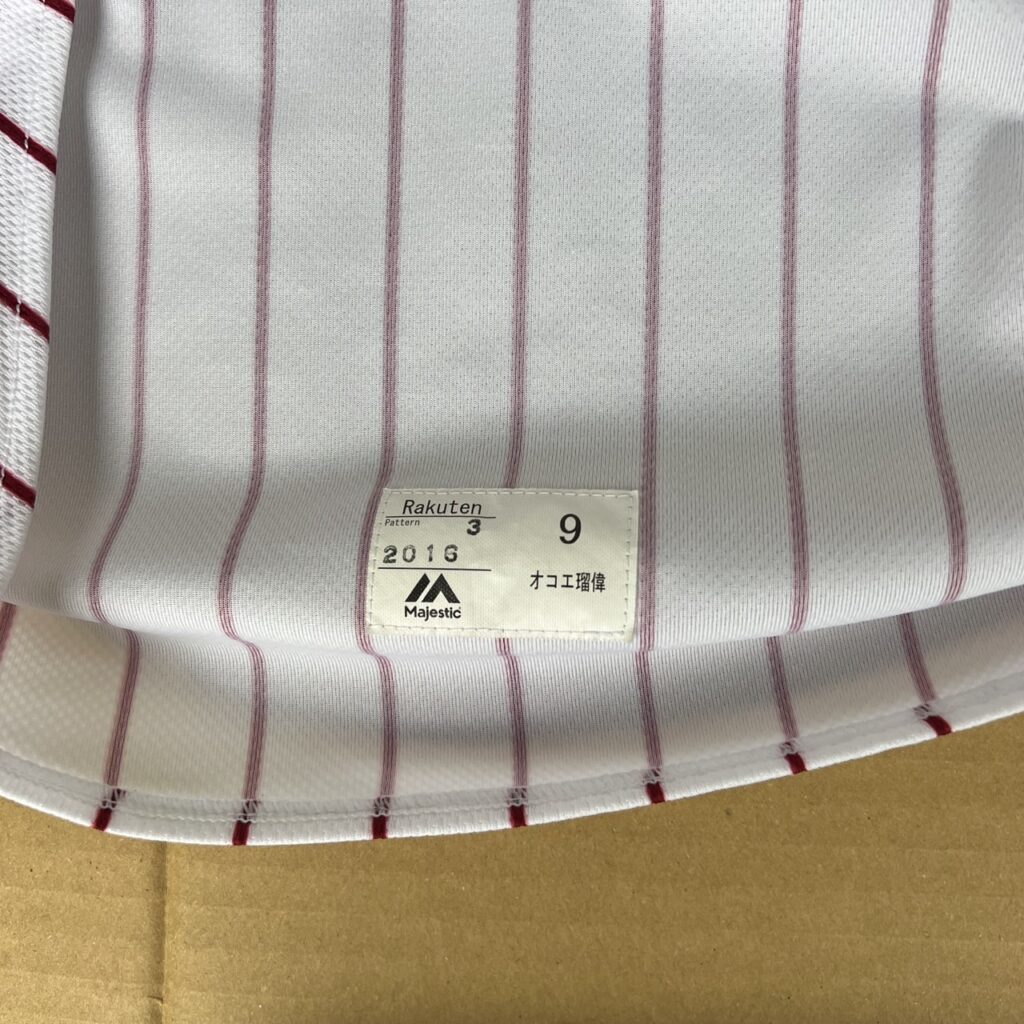 Rakuten
Pattern 3
2016
Majestic
9
オコエ瑠偉